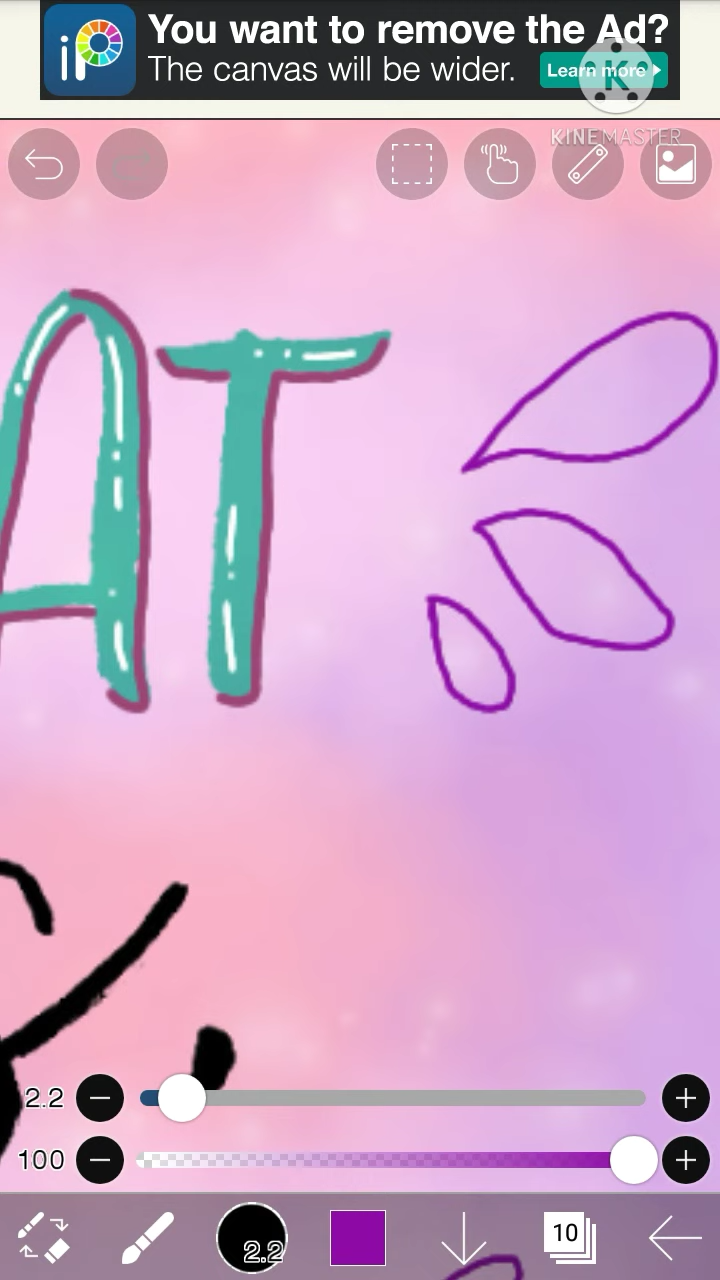 You want to remove the Ad?
The canvas will be wider.
Learn more
KINEMASTER
AT
2.2
100
2.2
10